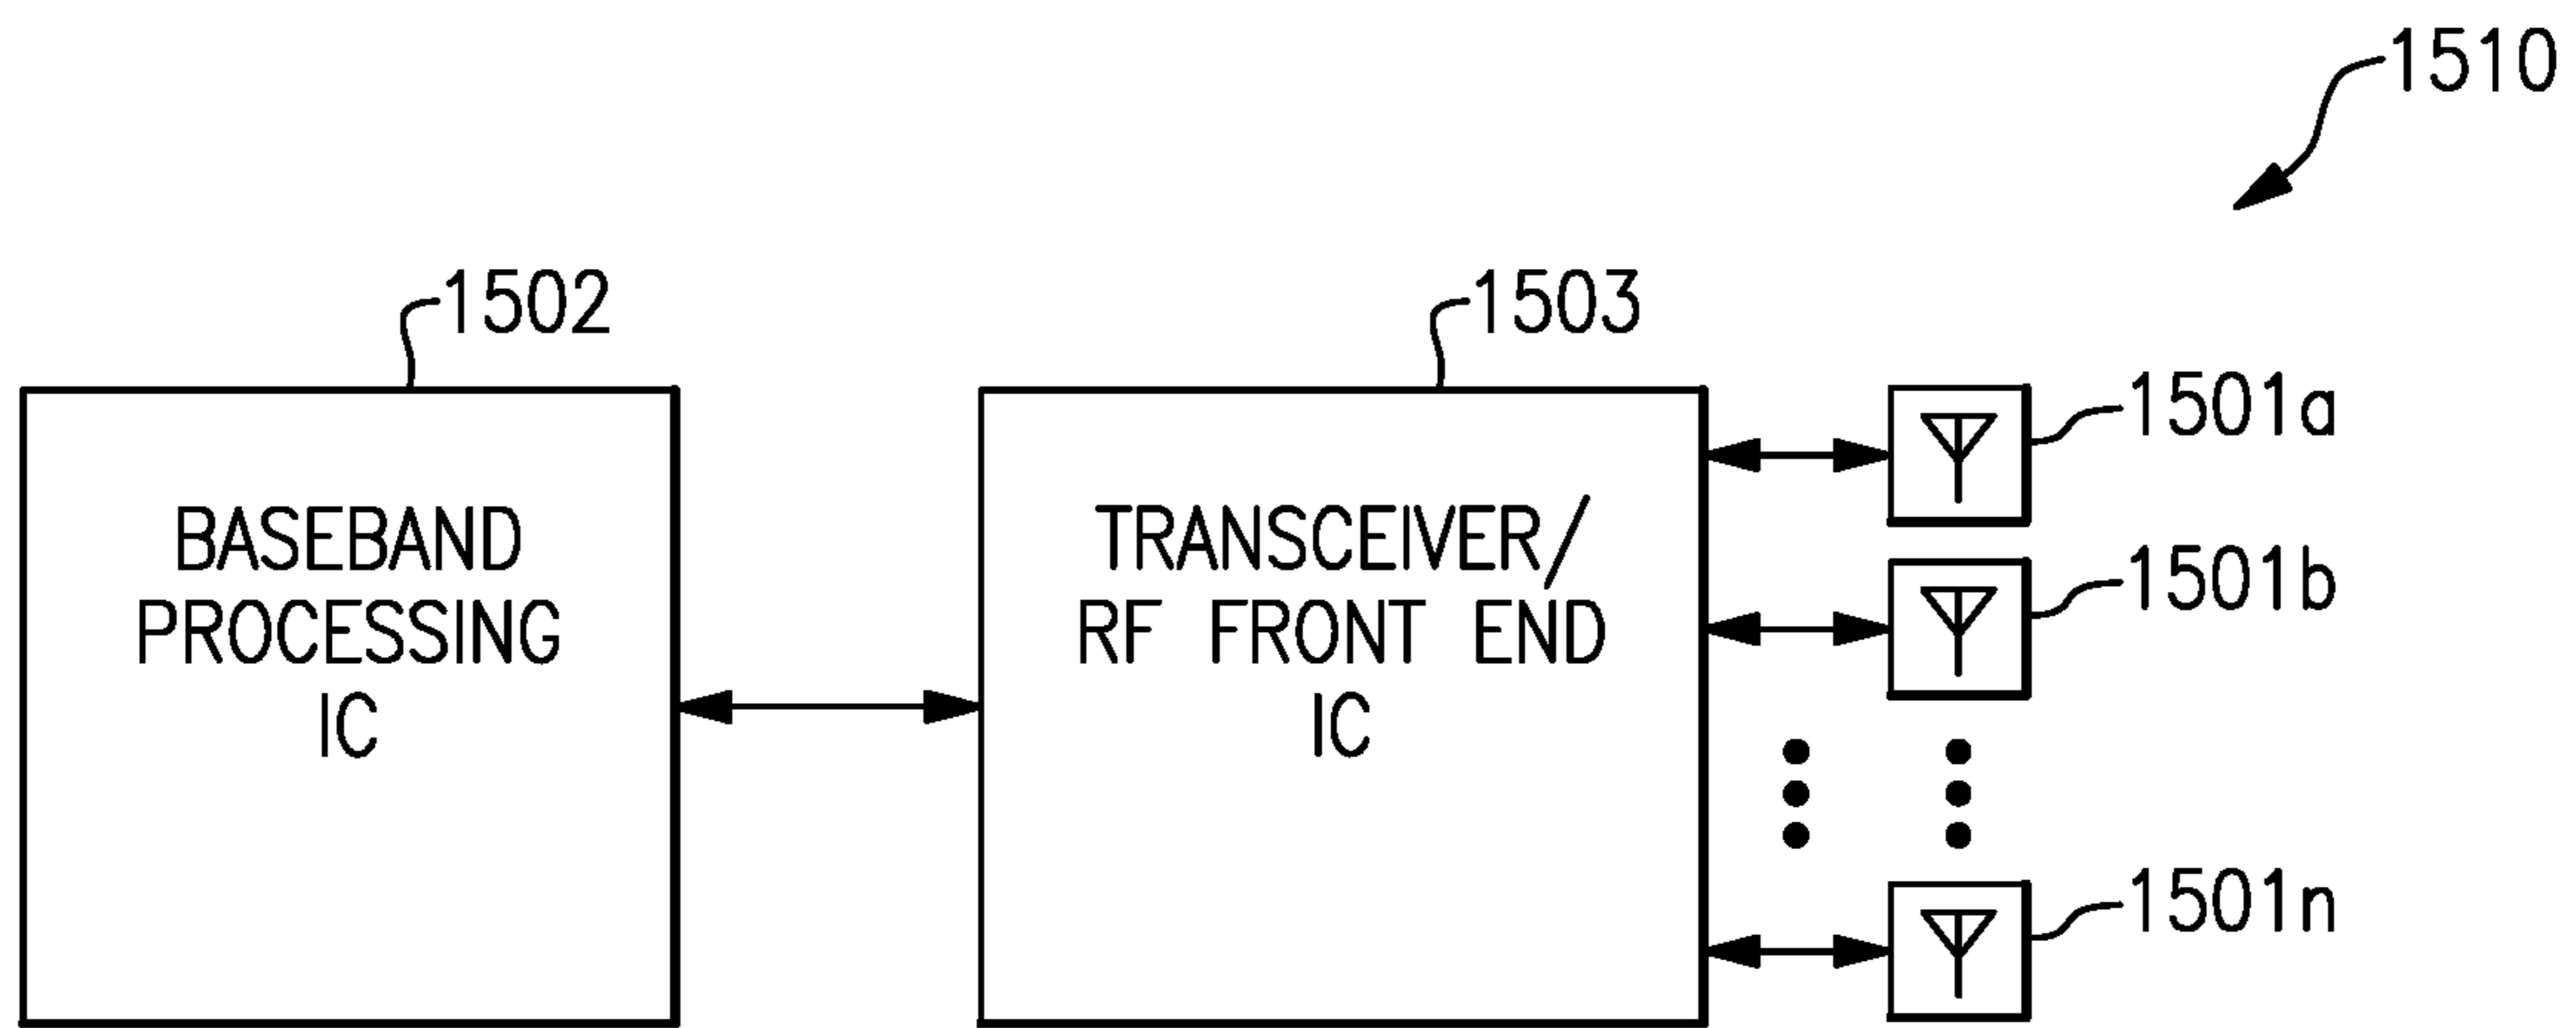 1510
1502
1503
1501a
BASEBAND
PROCESSING
IC
TRANSCEIVER/
RF FRONT END
IC
1501b
1501n